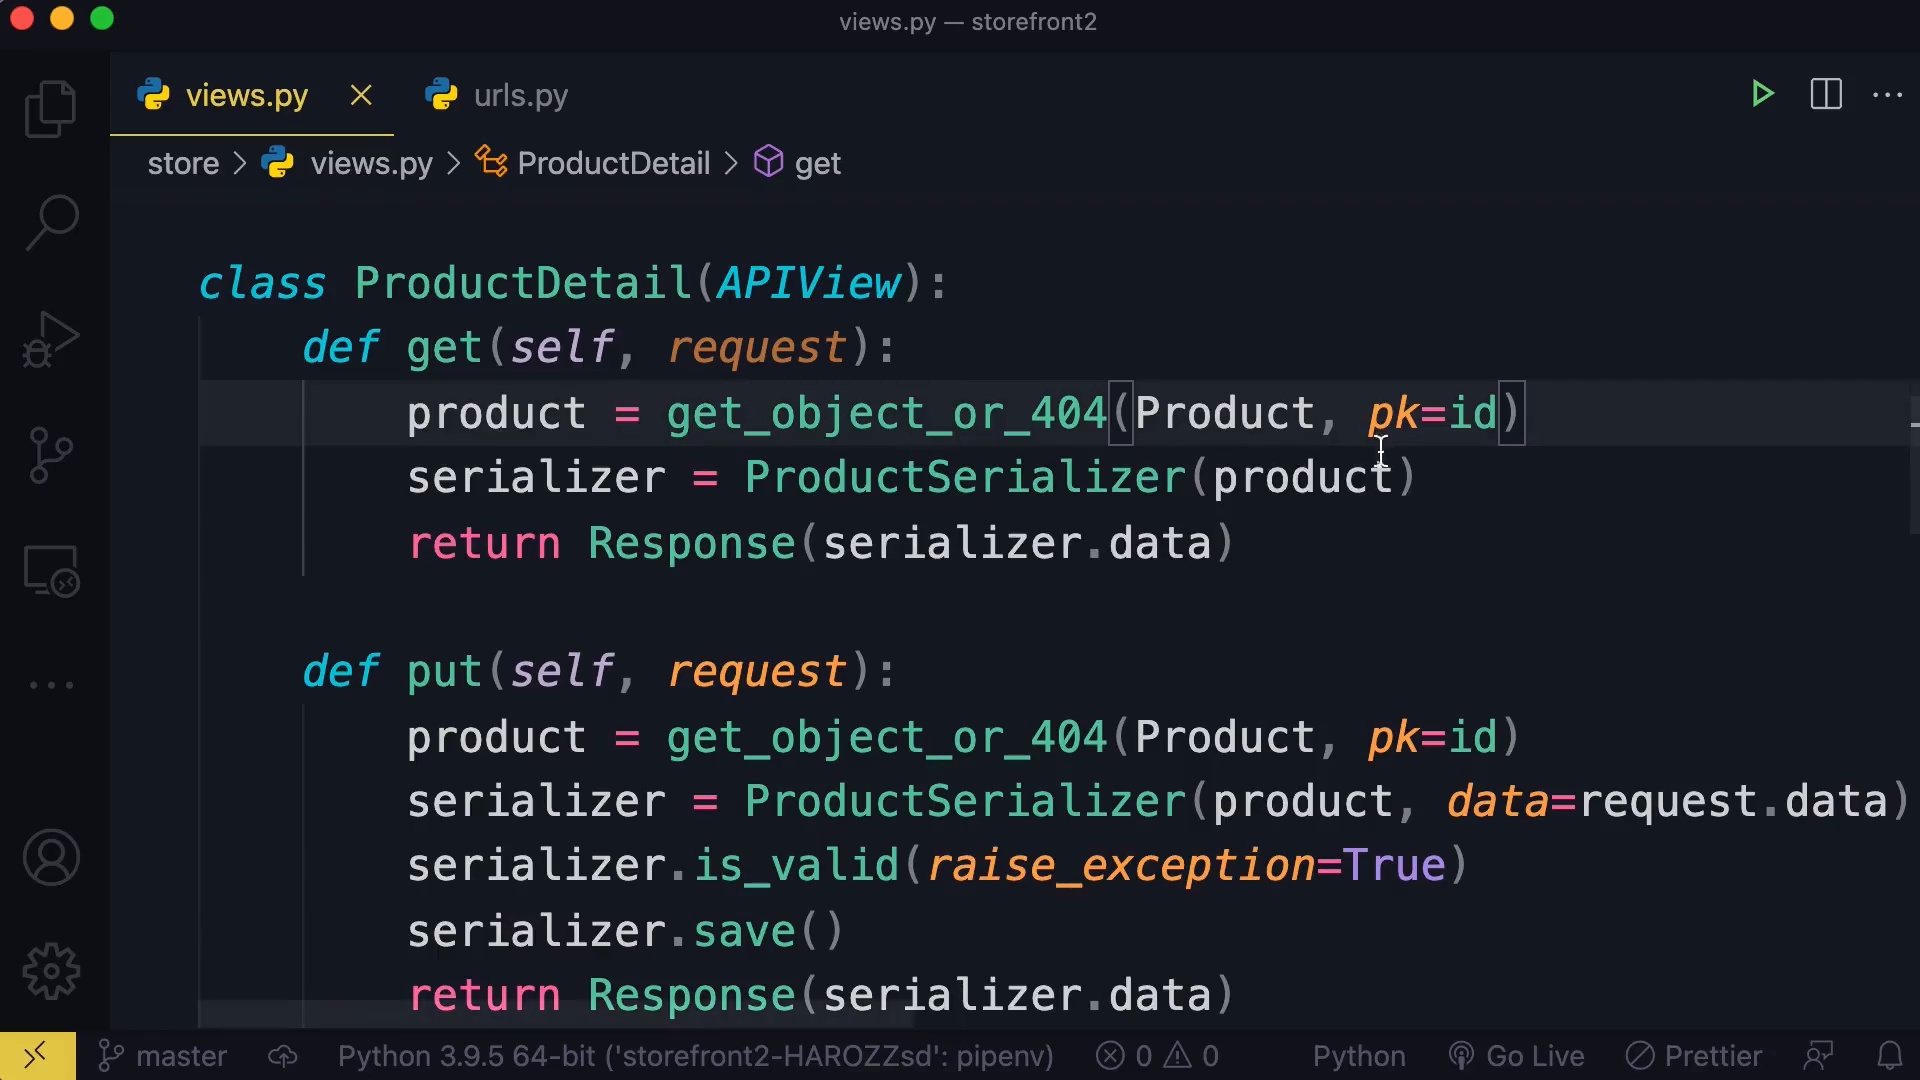 views.py — storefront2
views.py urls.py
store > views.py > ProductDetail > get
class ProductDetail(APIView):
def get(self, request):
product = get_object_or_404(Product, pk=id)
serializer = ProductSerializer(product)
return Response(serializer.data)
def put(self, request):
product = get_object_or_404(Product, pk=id)
serializer = ProductSerializer(product, data=request.data)
serializer.is_valid(raise_exception=True)
serializer.save()
return Response(serializer.data)
master Python 3.9.5 64-bit ('storefront2-HAROZZsd': pipenv) 0 0 Python Go Live Prettier